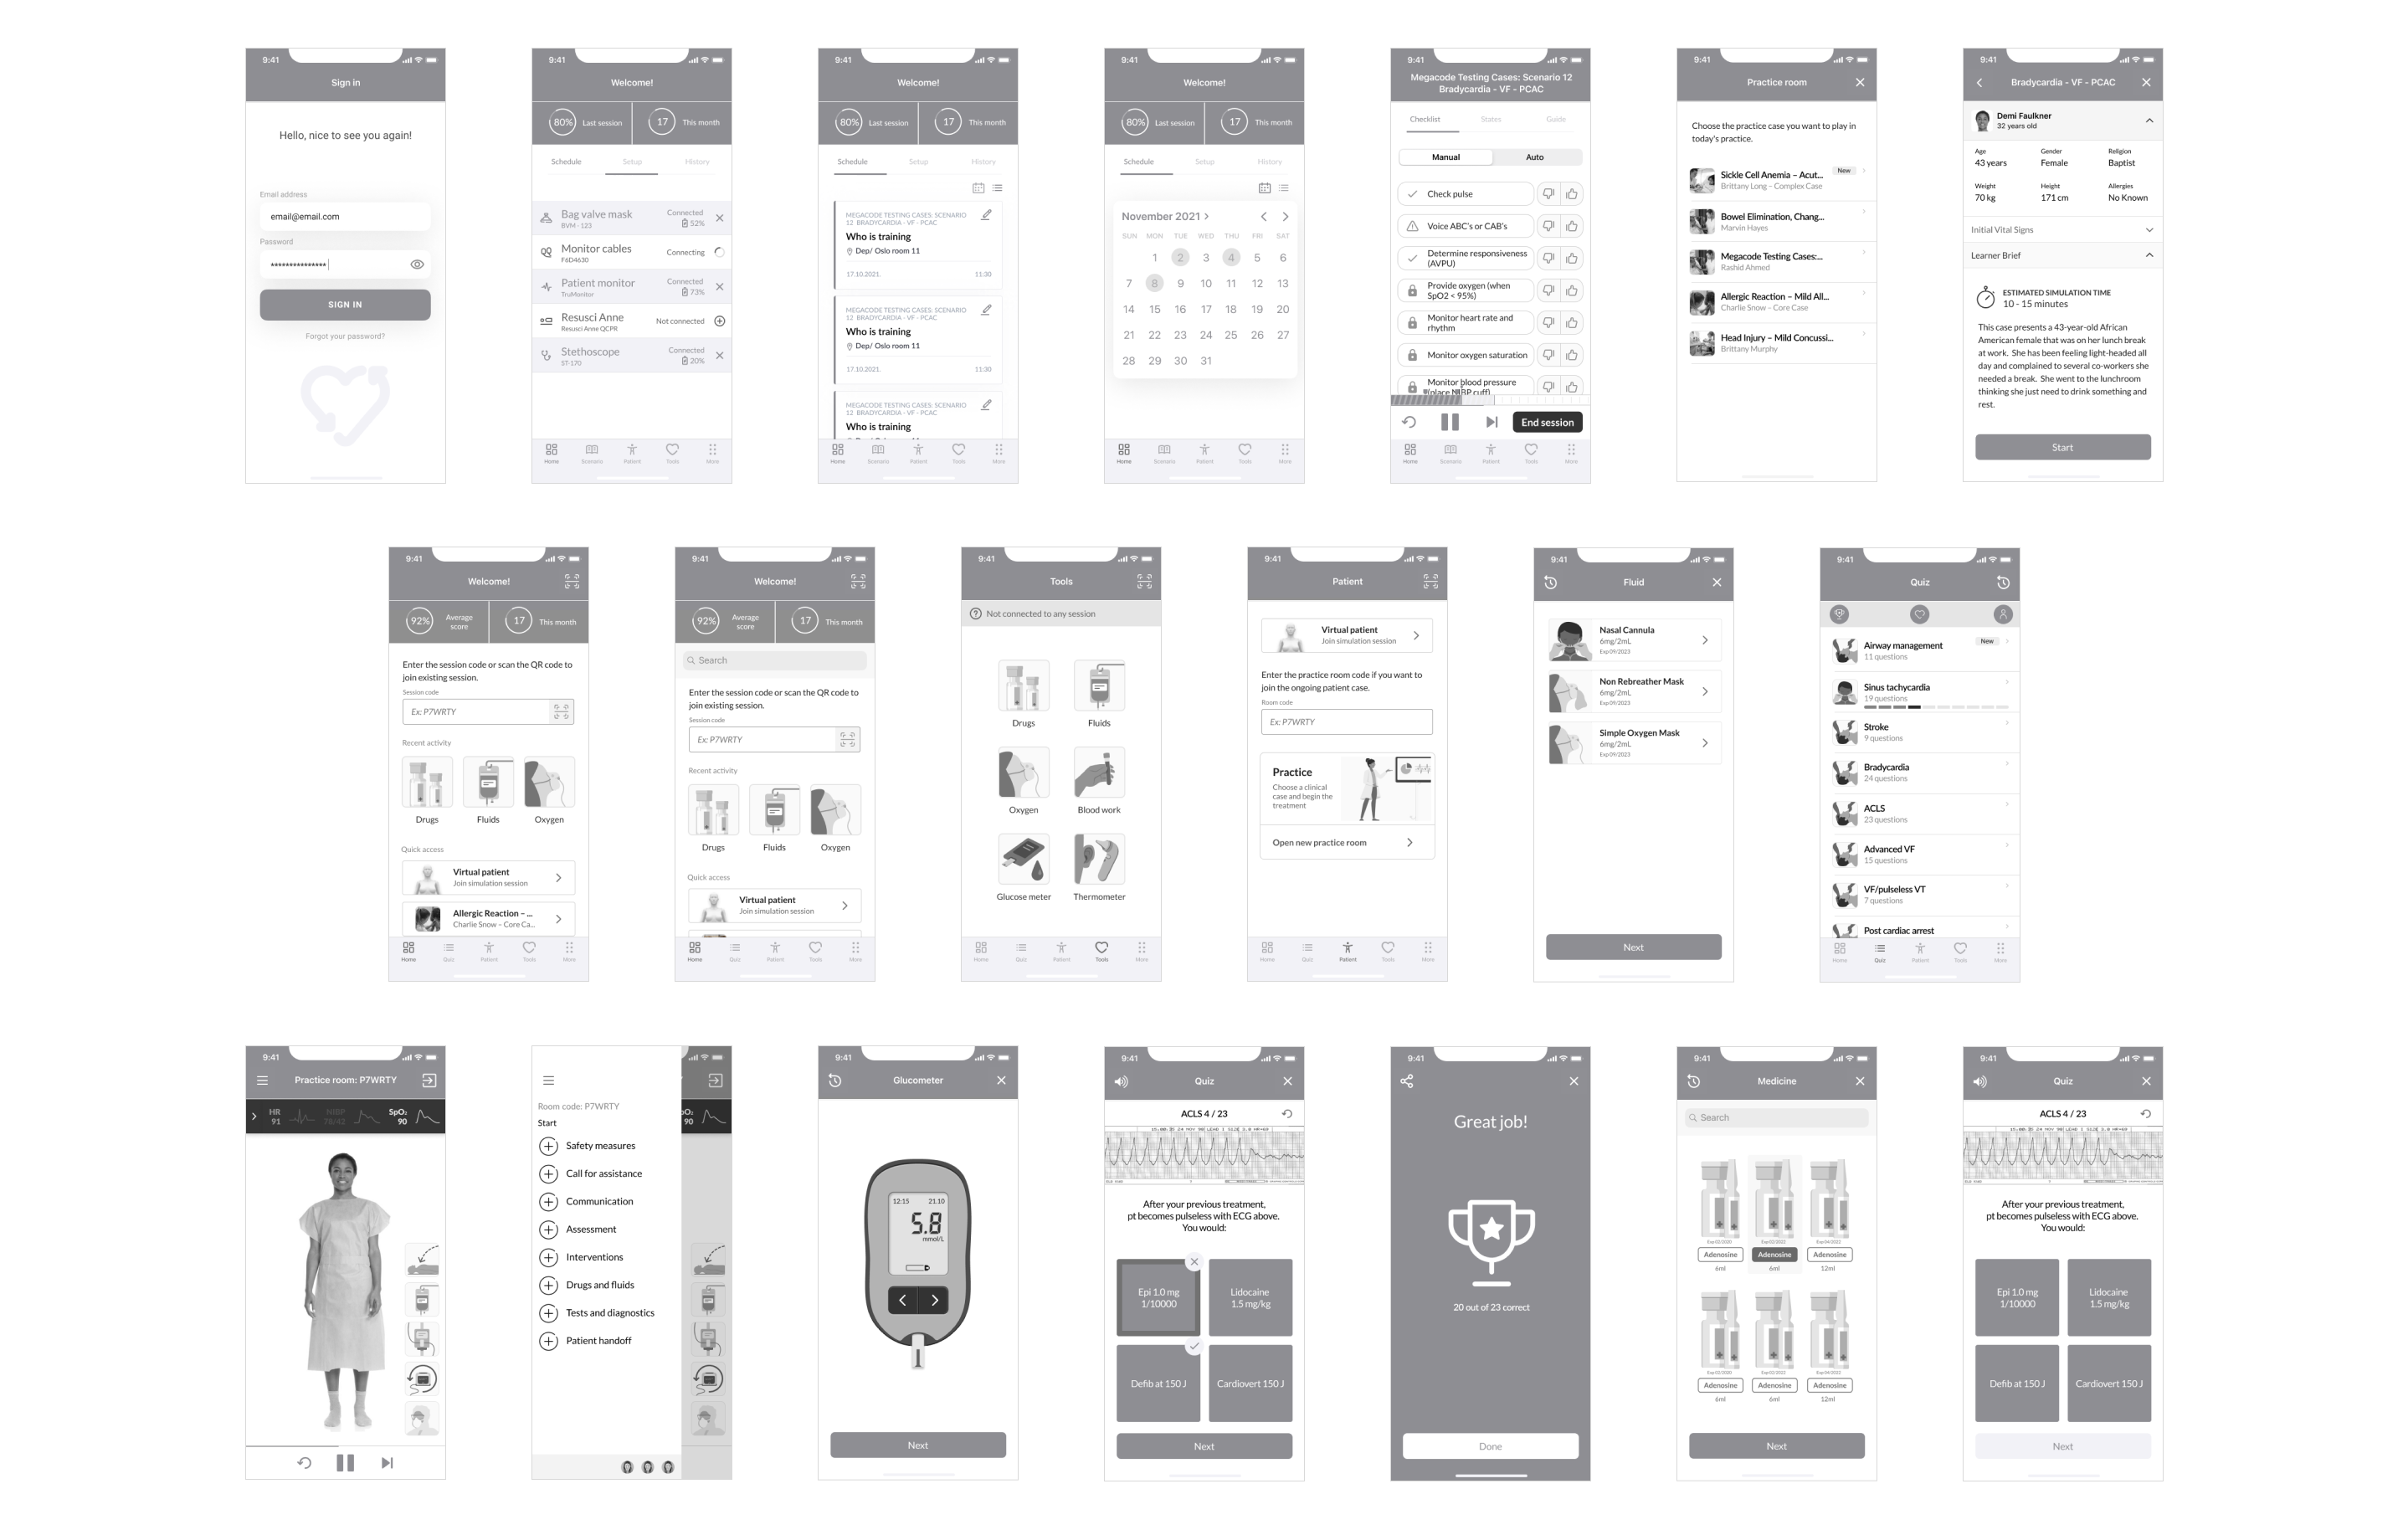 9:41
Sign in
Hello, nice to see you again!
Email address
email@email.com
Password
***************
SIGN IN
Forgot your password?
9:41
Welcome!
80% Last session
17 This month
Schedule Setup History
Bag valve mask
BVM - 123
Connected
52%
Monitor cables
F6D4630
Connecting
Patient monitor
TruMonitor
Connected
73%
Resusci Anne
Resusci Anne QCPR
Not connected
Stethoscope
ST-170
Connected
20%
Home Scenario Patient Tools More
9:41
Welcome!
80% Last session
17 This month
Schedule Setup History
MEGACODE TESTING CASES: SCENARIO
12 BRADYCARDIA - VF - PCAC
Who is training
Dep/ Oslo room 11
17.10.2021. 11:30
MEGACODE TESTING CASES: SCENARIO
12 BRADYCARDIA - VF - PCAC
Who is training
Dep/ Oslo room 11
17.10.2021. 11:30
MEGACODE TESTING CASES: SCENARIO
12 BRADYCARDIA - VF - PCAC
Who is training
Home Scenario Patient Tools More
9:41
Welcome!
80% Last session
17 This month
Schedule Setup History
November 2021
SUN MON TUE WED THU FRI SAT
1 2 3 4 5 6
7 8 9 10 11 12 13
14 15 16 17 18 19 20
21 22 23 24 25 26 27
28 29 30 31
Home Scenario Patient Tools More
9:41
Megacode Testing Cases: Scenario 12
Bradycardia - VF - PCAC
Checklist States Guide
Manual Auto
Check pulse
Voice ABC's or CAB's
Determine responsiveness
(AVPU)
Provide oxygen (when
SpO2 < 95%)
Monitor heart rate and
rhythm
Monitor oxygen saturation
Monitor blood pressure
(place NIBP cuff)
End session
Home Scenario Patient Tools More
9:41
Practice room
Choose the practice case you want to play in
today's practice.
Sickle Cell Anemia – Acut... New
Brittany Long – Complex Case
Bowel Elimination, Chang...
Marvin Hayes
Megacode Testing Cases:...
Rashid Ahmed
Allergic Reaction – Mild All...
Charlie Snow – Core Case
Head Injury – Mild Concussi...
Brittany Murphy
9:41
Bradycardia - VF - PCAC
Demi Faulkner
32 years old
Age Gender Religion
43 years Female Baptist
Weight Height Allergies
70 kg 171 cm No Known
Initial Vital Signs
Learner Brief
ESTIMATED SIMULATION TIME
10 - 15 minutes
This case presents a 43-year-old African
American female that was on her lunch break
at work. She has been feeling light-headed all
day and complained to several co-workers she
needed a break. She went to the lunchroom
thinking she just need to drink something and
rest.
Start
9:41
Welcome!
92% Average
score
17 This month
Enter the session code or scan the QR code to
join existing session.
Session code
Ex: P7WRTY
Recent activity
Drugs Fluids Oxygen
Quick access
Virtual patient
Join simulation session
Allergic Reaction – ...
Charlie Snow – Core Ca...
Home Quiz Patient Tools More
9:41
Welcome!
92% Average
score
17 This month
Search
Enter the session code or scan the QR code to
join existing session.
Session code
Ex: P7WRTY
Recent activity
Drugs Fluids Oxygen
Quick access
Virtual patient
Join simulation session
Home Quiz Patient Tools More
9:41
Tools
Not connected to any session
Drugs Fluids
Oxygen Blood work
Glucose meter Thermometer
Home Quiz Patient Tools More
9:41
Patient
Virtual patient
Join simulation session
Enter the practice room code if you want to
join the ongoing patient case.
Room code
Ex: P7WRTY
Practice
Choose a clinical
case and begin the
treatment
Open new practice room
Home Quiz Patient Tools More
9:41
Fluid
Nasal Cannula
6mg/2mL
Exp 09/2023
Non Rebreather Mask
6mg/2mL
Exp 09/2023
Simple Oxygen Mask
6mg/2mL
Exp 09/2023
Next
9:41
Quiz
Airway management New
11 questions
Sinus tachycardia
19 questions
Stroke
9 questions
Bradycardia
24 questions
ACLS
23 questions
Advanced VF
15 questions
VF/pulseless VT
7 questions
Post cardiac arrest
Home Quiz Patient Tools More
9:41
Practice room: P7WRTY
HR NIBP SpO₂
91 78/42 90
Room code: P7WRTY
Start
Safety measures
Call for assistance
Communication
Assessment
Interventions
Drugs and fluids
Tests and diagnostics
Patient handoff
9:41
Glucometer
12:15 21.10
5.8
mmol/L
Next
9:41
Quiz
ACLS 4 / 23
After your previous treatment,
pt becomes pulseless with ECG above.
You would:
Epi 1.0 mg
1/10000
Lidocaine
1.5 mg/kg
Defib at 150 J Cardiovert 150 J
Next
9:41
Great job!
20 out of 23 correct
Done
9:41
Medicine
Search
Exp 02/2020 Exp 02/2022 Exp 04/2022
Adenosine Adenosine Adenosine
6ml 6ml 12ml
Exp 02/2020 Exp 02/2022 Exp 04/2022
Adenosine Adenosine Adenosine
6ml 6ml 12ml
Next
9:41
Quiz
ACLS 4 / 23
After your previous treatment,
pt becomes pulseless with ECG above.
You would:
Epi 1.0 mg
1/10000
Lidocaine
1.5 mg/kg
Defib at 150 J Cardiovert 150 J
Next